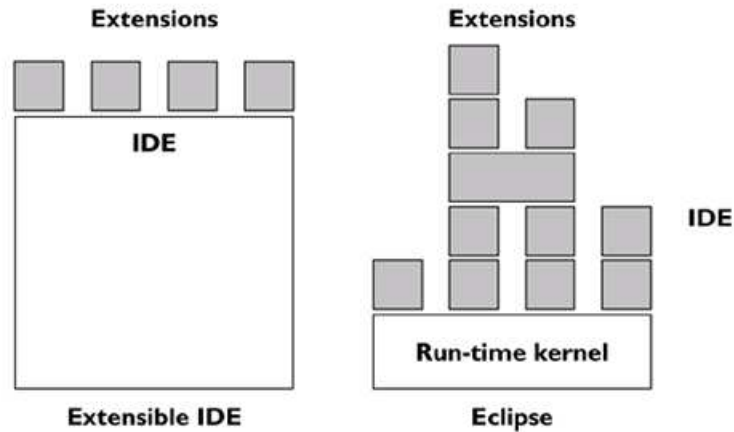 Extensions
IDE
Extensible IDE
Extensions
IDE
Run-time kernel
Eclipse